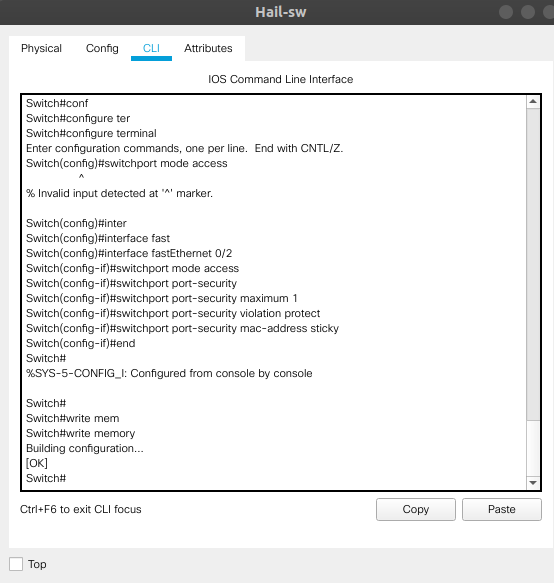 Hail-sw
Physical Config CLI Attributes
IOS Command Line Interface
Switch#conf
Switch#configure ter
Switch#configure terminal
Enter configuration commands, one per line. End with CNTL/Z.
Switch(config)#switchport mode access
^
% Invalid input detected at '^' marker.
Switch(config)#inter
Switch(config)#interface fast
Switch(config)#interface fastEthernet 0/2
Switch(config-if)#switchport mode access
Switch(config-if)#switchport port-security
Switch(config-if)#switchport port-security maximum 1
Switch(config-if)#switchport port-security violation protect
Switch(config-if)#switchport port-security mac-address sticky
Switch(config-if)#end
Switch#
%SYS-5-CONFIG_I: Configured from console by console
Switch#
Switch#write mem
Switch#write memory
Building configuration...
[OK]
Switch#
Ctrl+F6 to exit CLI focus Copy Paste
Top